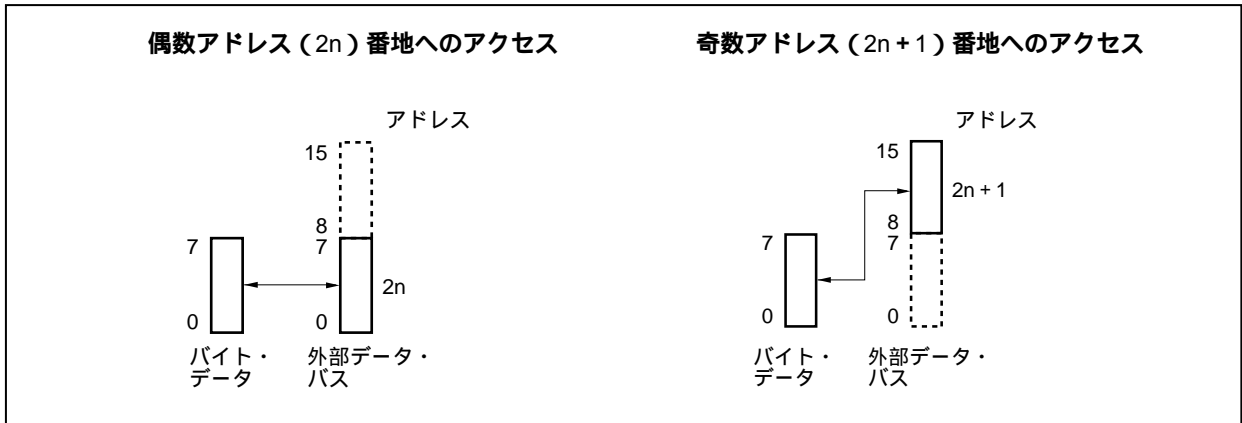 偶数アドレス（2n）番地へのアクセス
アドレス
15
8
7
7
2n
0
0
バイト・
データ
外部データ・
バス
奇数アドレス（2n＋1）番地へのアクセス
アドレス
15
2n + 1
8
7
7
0
0
バイト・
データ
外部データ・
バス